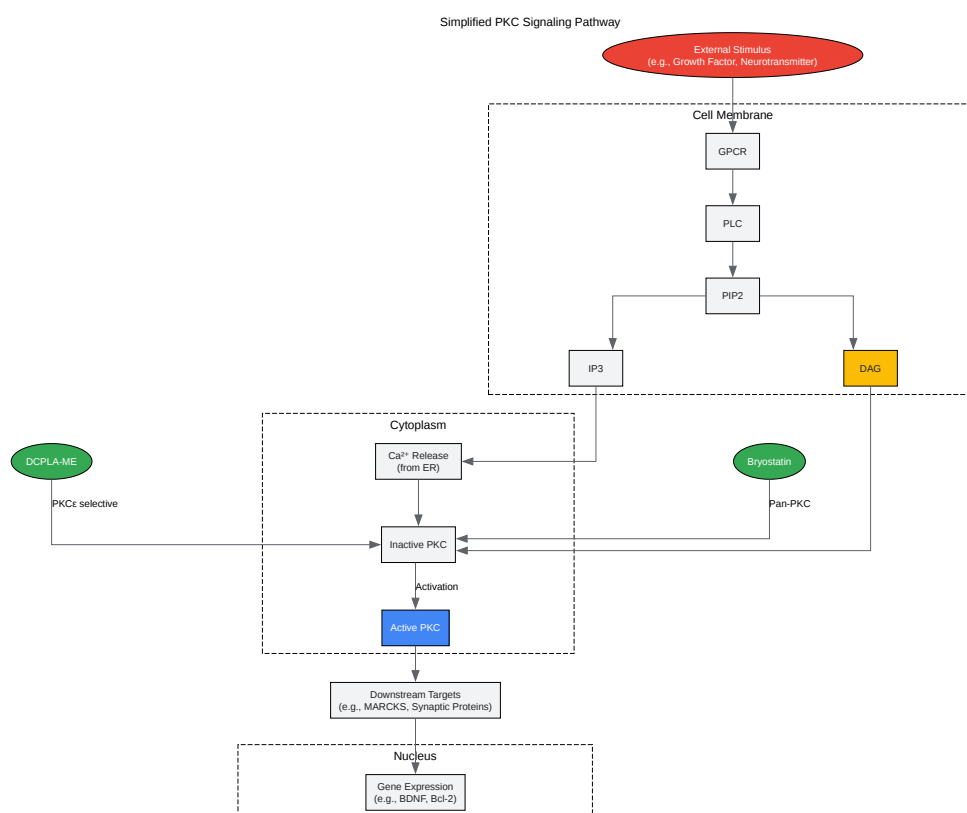 Simplified PKC Signaling Pathway
External Stimulus
(e.g., Growth Factor, Neurotransmitter)
Cell Membrane
GPCR
PLC
PIP2
IP3
DAG
Cytoplasm
Ca²⁺ Release
(from ER)
DCPLA-ME
Bryostatin
PKCε selective
Pan-PKC
Inactive PKC
Activation
Active PKC
Downstream Targets
(e.g., MARCKS, Synaptic Proteins)
Nucleus
Gene Expression
(e.g., BDNF, Bcl-2)